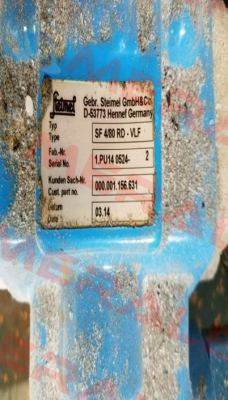 Steimel
Gebr. Steimel GmbH&Co
D-53773 Hennef Germany
Typ
Type
SF 4/80 RD - VLF
Fab.-Nr.
Serial No.
1.PU14 0524- 2
Kunden Sach-Nr.
Cust. part no.
000.001.156.631
Datum
Date
03.14